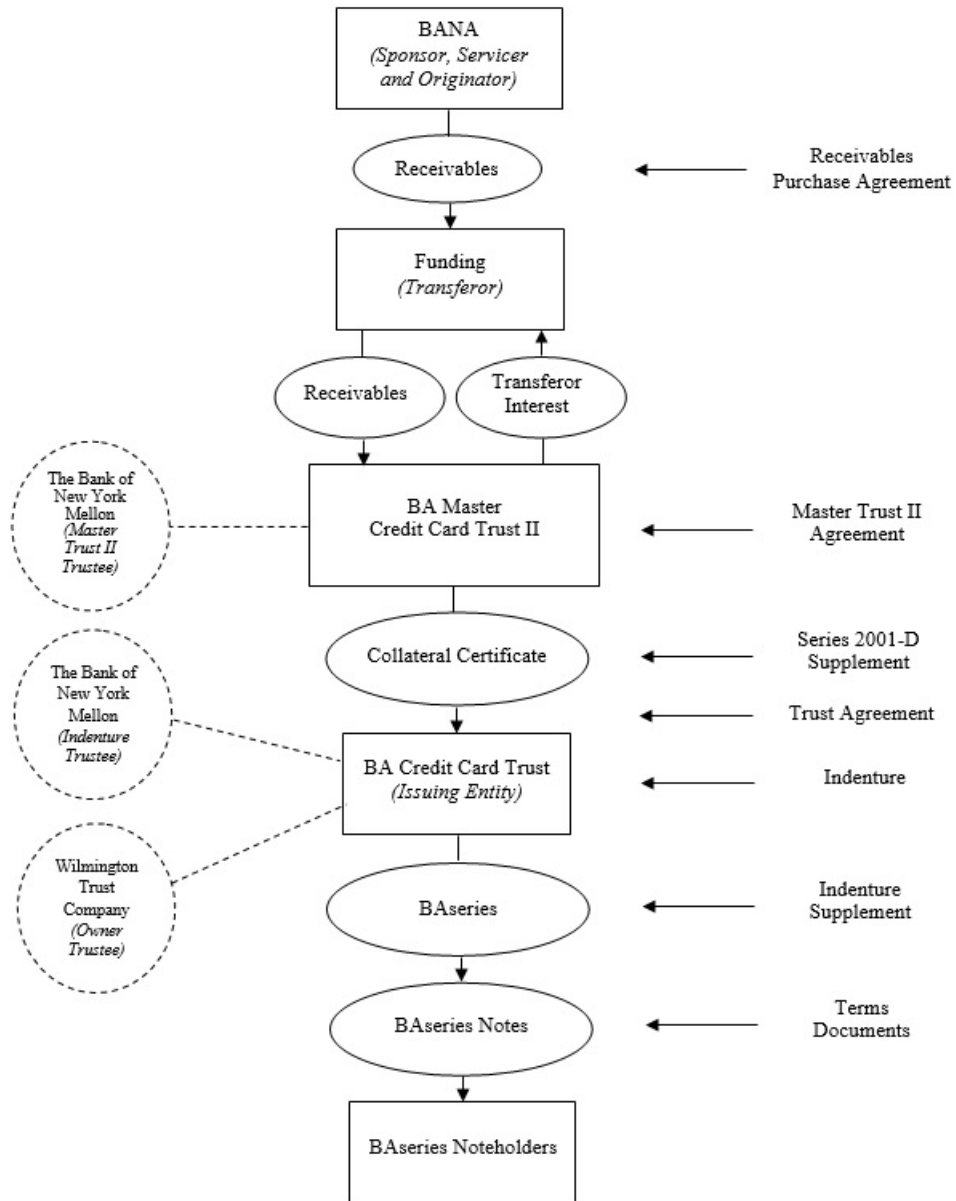 BANA
(Sponsor, Servicer
and Originator)
Receivables
Receivables
Purchase Agreement
Funding
(Transferor)
Receivables
Transferor
Interest
The Bank of
New York
Mellon
(Master
Trust II
Trustee)
BA Master
Credit Card Trust II
Master Trust II
Agreement
Collateral Certificate
Series 2001-D
Supplement
The Bank of
New York
Mellon
(Indenture
Trustee)
Trust Agreement
BA Credit Card Trust
(Issuing Entity)
Indenture
Wilmington
Trust
Company
(Owner
Trustee)
BAseries
Indenture
Supplement
BAseries Notes
Terms
Documents
BAseries Noteholders